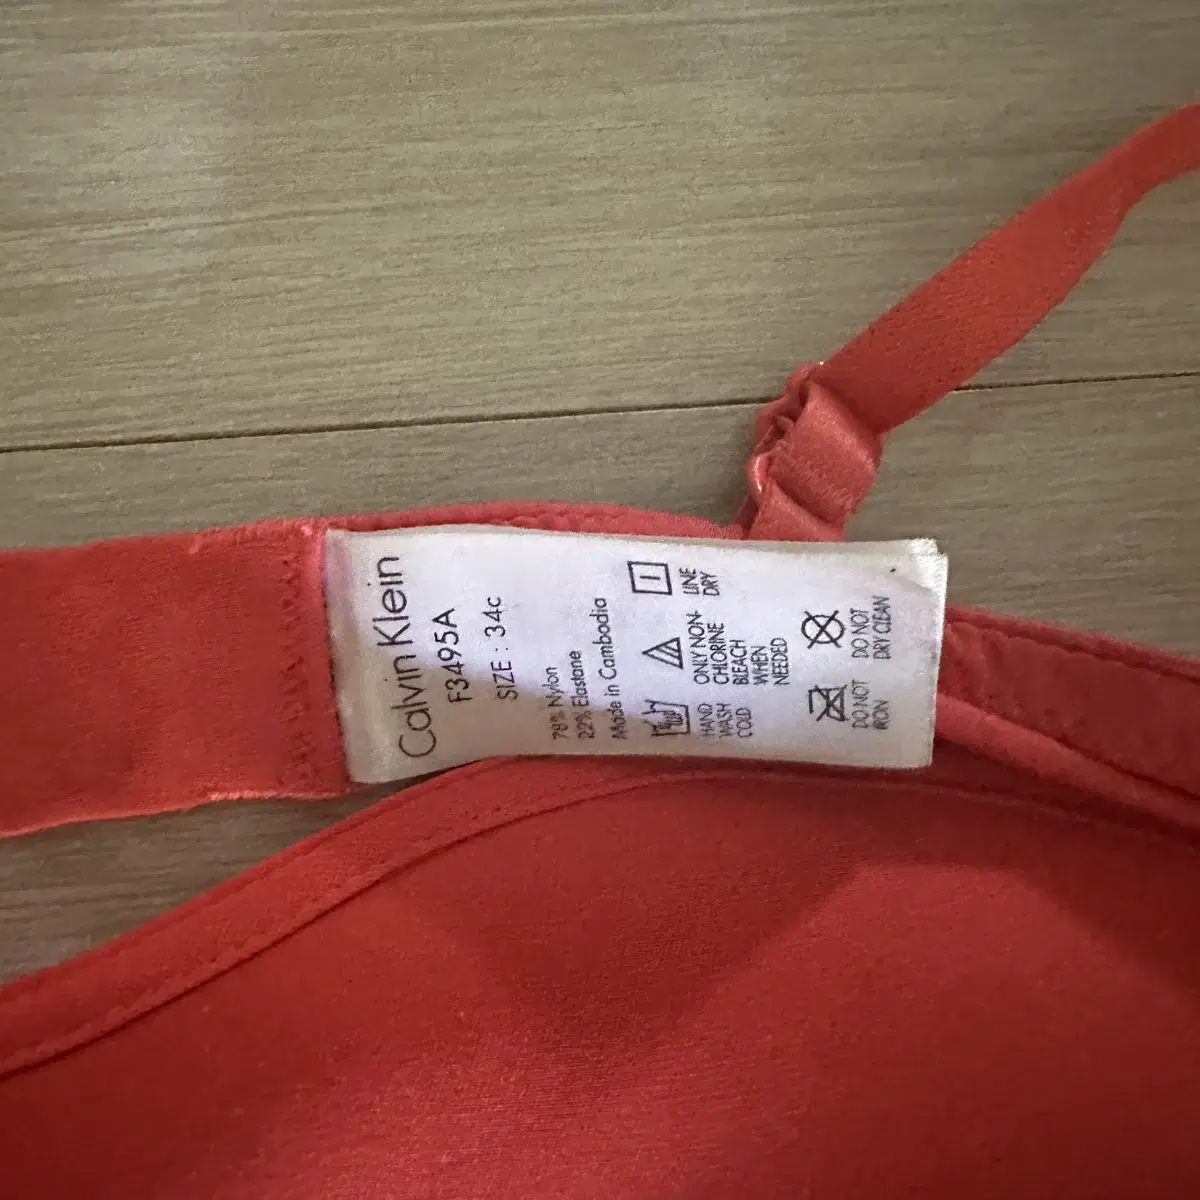 Calvin Klein
F3495A
SIZE : 34c
78% Nylon
22% Elastane
Made in Cambodia
HAND
WASH
COLD
ONLY NON-
CHLORINE
BLEACH
WHEN
NEEDED
LINE
DRY
DO NOT
IRON
DO NOT
DRY CLEAN